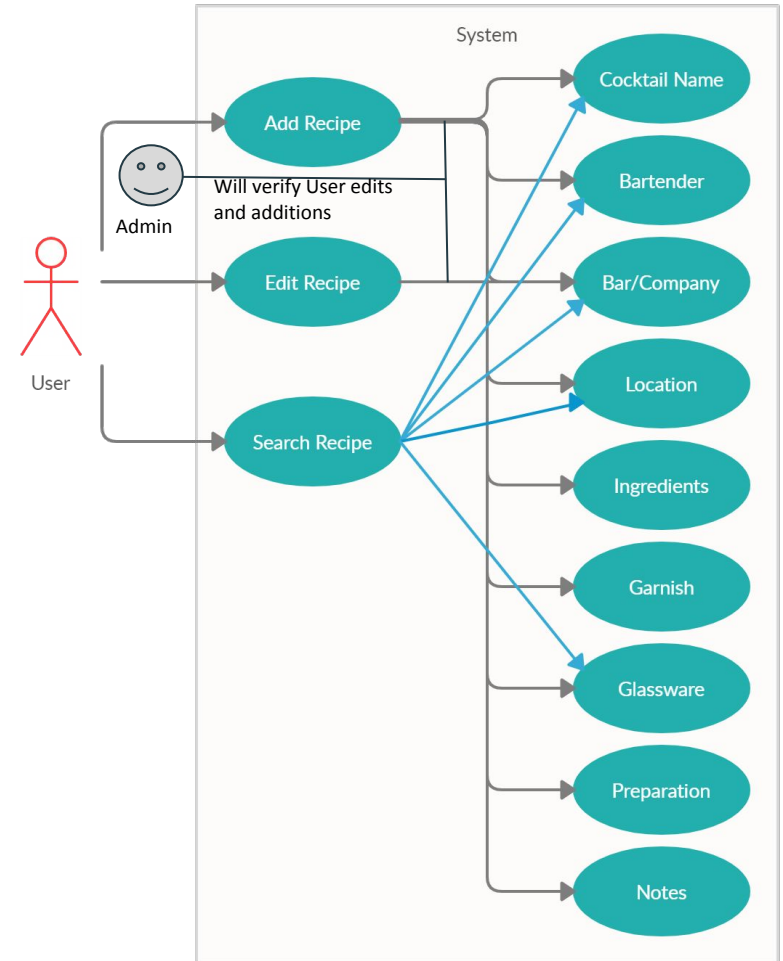 System
Cocktail Name
Add Recipe
Bartender
Will verify User edits
and additions
Admin
Edit Recipe
Bar/Company
User
Location
Search Recipe
Ingredients
Garnish
Glassware
Preparation
Notes